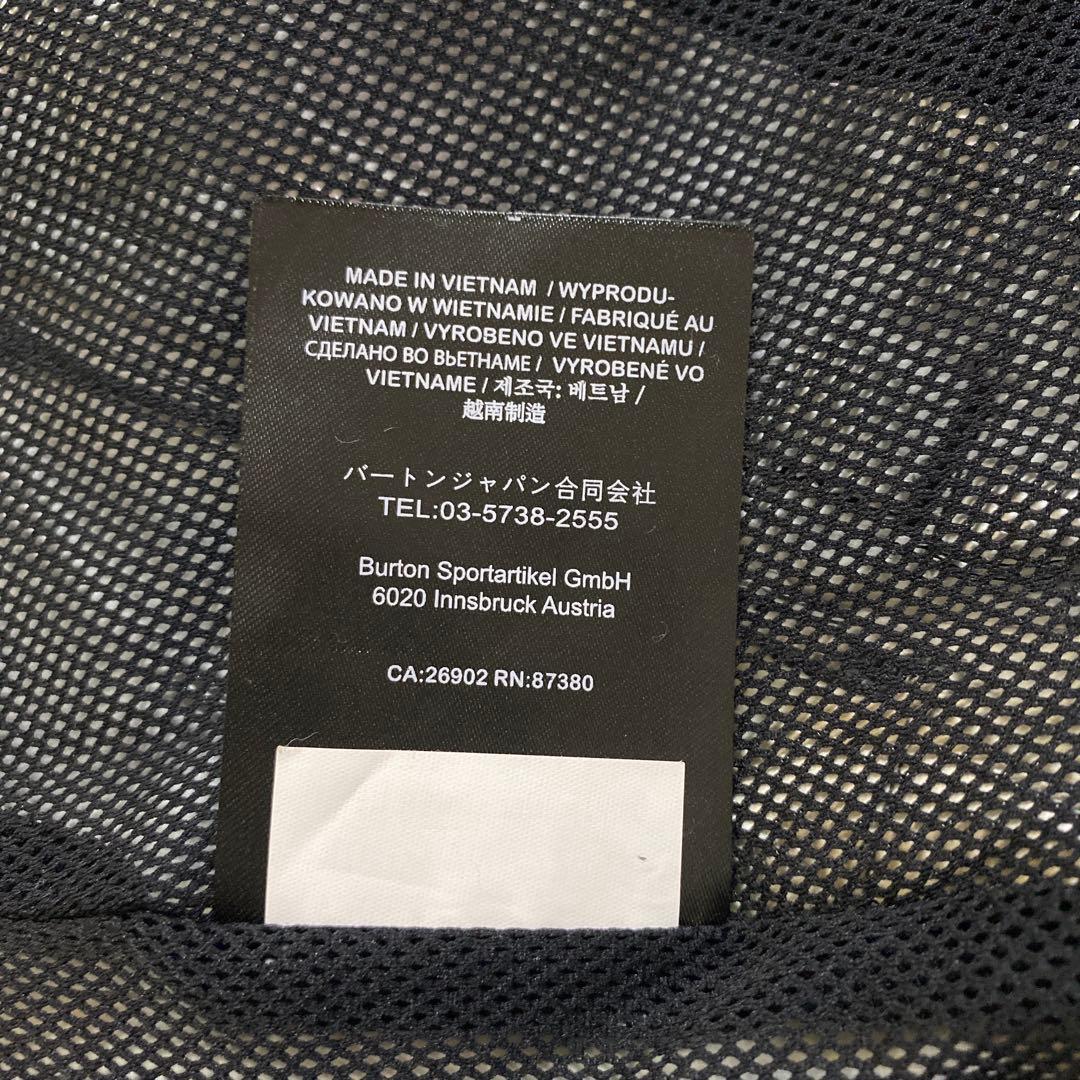 MADE IN VIETNAM / WYPRODU-
KOWANO W WIETNAMIE / FABRIQUÉ AU
VIETNAM / VYROBENO VE VIETNAMU /
СДЕЛАНО ВО ВЬЕТНАМЕ / VYROBENÉ VO
VIETNAME / 제조국: 베트남 /
越南制造
バートンジャパン合同会社
TEL:03-5738-2555
Burton Sportartikel GmbH
6020 Innsbruck Austria
CA:26902 RN:87380